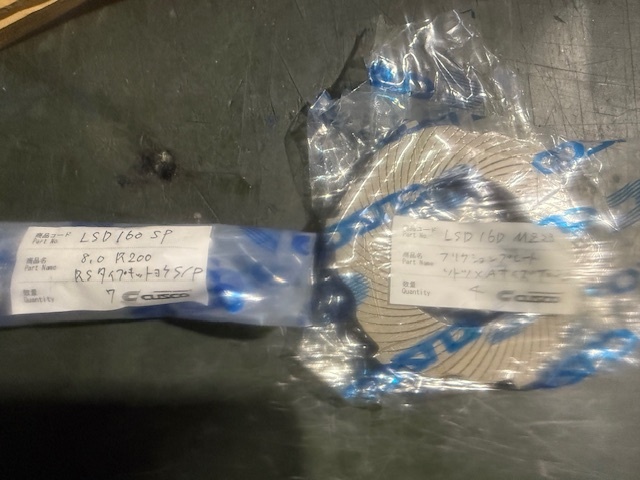 商品コード
Part No. LSD 160 SP
商品名 8.0 R200
Part Name RSタイプキットヨウS/P
数量
Quantity 7 CUSCO
商品コード
Part No. LSD 160
商品名 フリクションプレート
Part Name
数量
Quantity 4 CUSCO